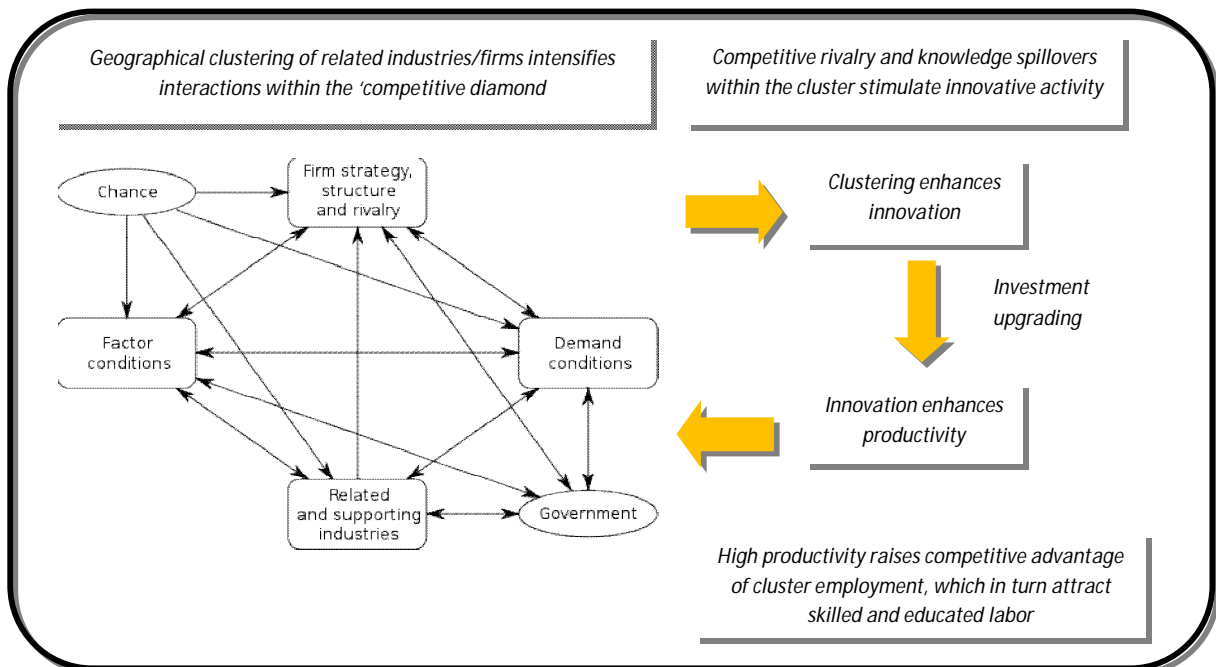 Geographical clustering of related industries/firms intensifies
interactions within the ‘competitive diamond
Competitive rivalry and knowledge spillovers
within the cluster stimulate innovative activity
Chance
Firm strategy,
structure
and rivalry
Factor
conditions
Demand
conditions
Related
and supporting
industries
Government
Clustering enhances
innovation
Investment
upgrading
Innovation enhances
productivity
High productivity raises competitive advantage
of cluster employment, which in turn attract
skilled and educated labor